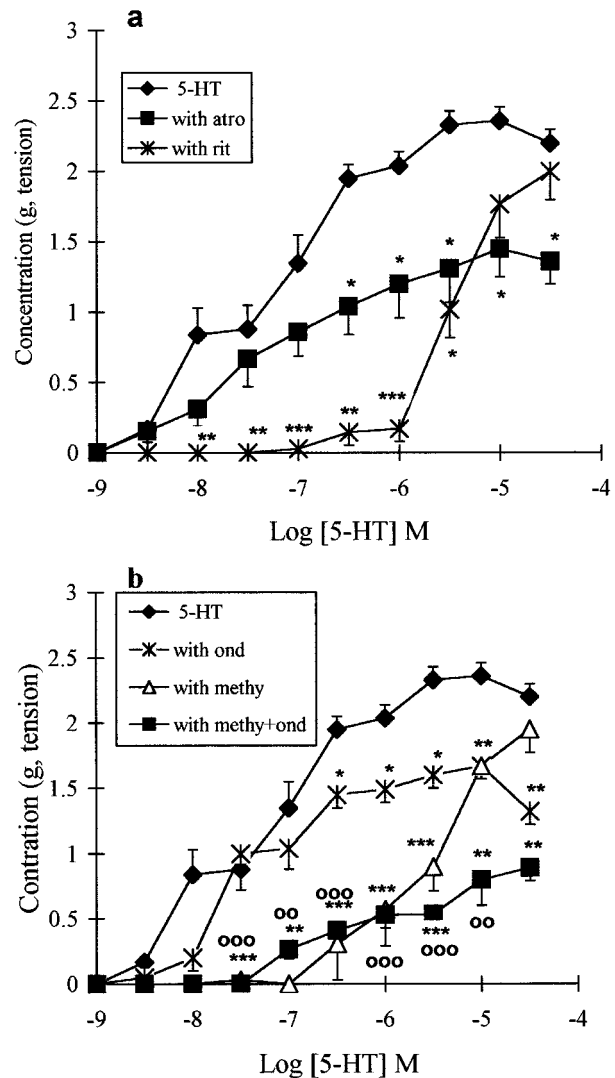 a
3
2.5
2
1.5
1
0.5
0
Concentration (g, tension)
5-HT
with atro
with rit
* * * *
*
*
** ** *** ** ***
-9 -8 -7 -6 -5 -4
Log [5-HT] M
b
3
2.5
2
1.5
1
0.5
0
Contration (g, tension)
5-HT
with ond
with methy
with methy+ond
* * * **
**
***
** **
ooo *** oo ** ooo *** ***
ooo *** ooo oo
-9 -8 -7 -6 -5 -4
Log [5-HT] M